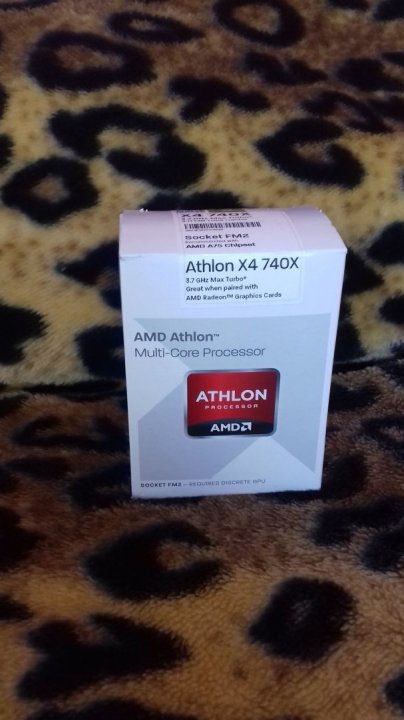 X4 740X
Socket FM2
AMD A75 Chipset
Athlon X4 740X
3.7 GHz Max Turbo*
Great when paired with
AMD Radeon™ Graphics Cards
AMD Athlon™
Multi-Core Processor
ATHLON
PROCESSOR
AMD
SOCKET FM2 – REQUIRES DISCRETE GPU